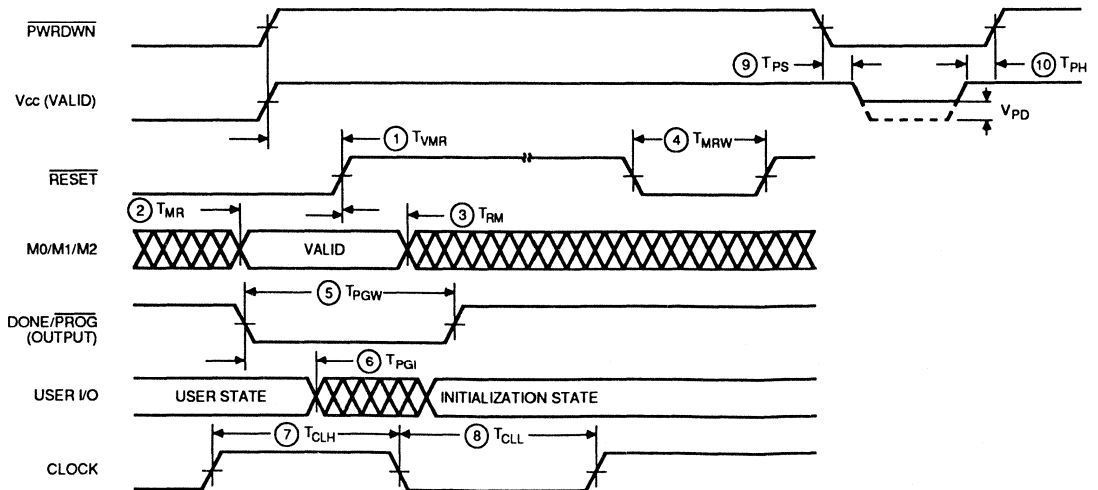 PWRDWN
9 TPS
10 TPH
Vcc (VALID)
VPD
1 TVMR
4 TMRW
RESET
2 TMR
3 TRM
M0/M1/M2
VALID
5 TPGW
DONE/PROG
(OUTPUT)
6 TPGI
USER I/O
USER STATE
INITIALIZATION STATE
7 TCLH
8 TCLL
CLOCK